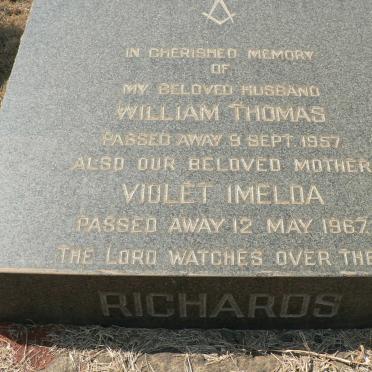 IN CHERISHED MEMORY
OF
MY BELOVED HUSBAND
WILLIAM THOMAS
PASSED AWAY 9 SEPT. 1957
ALSO OUR BELOVED MOTHER
VIOLET IMELDA
PASSED AWAY 12 MAY 1967.
THE LORD WATCHES OVER THE
RICHARDS